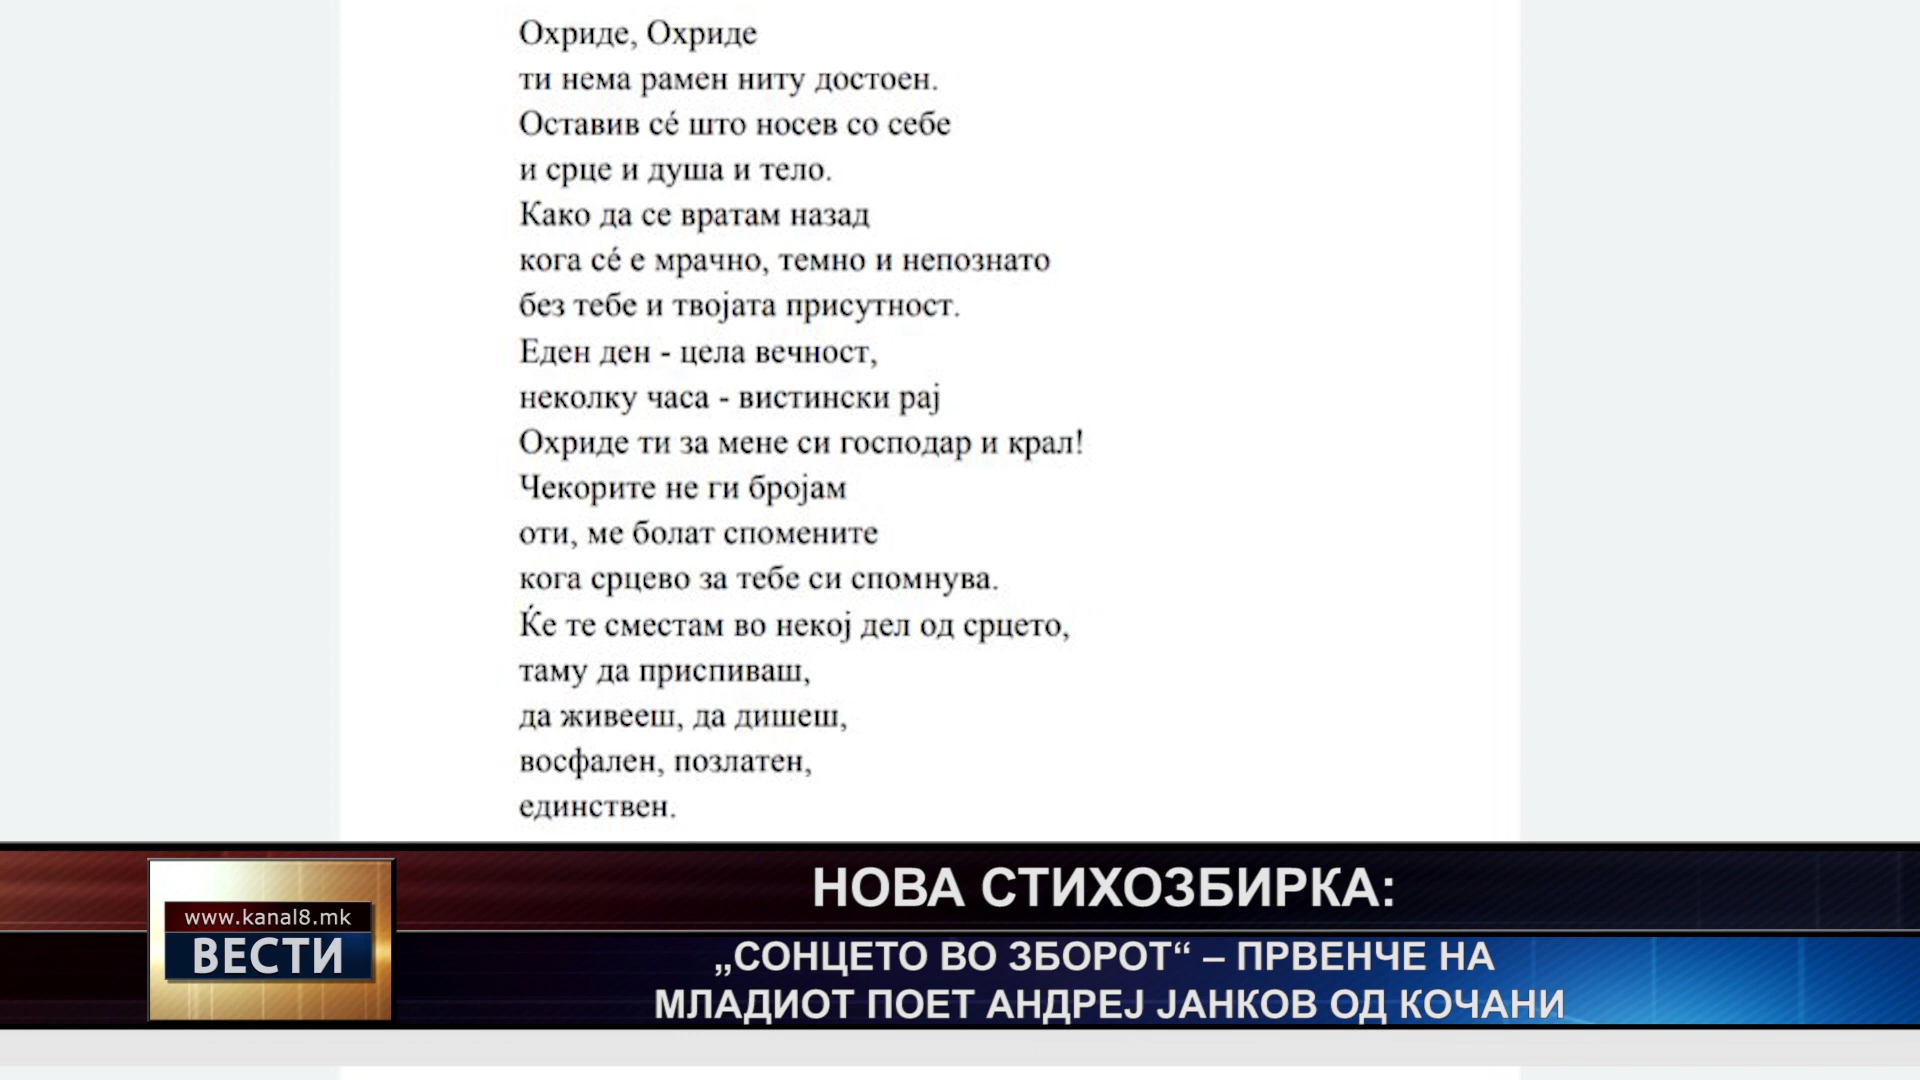 Охриде, Охриде
ти нема рамен ниту достоен.
Оставив сé што носев со себе
и срце и душа и тело.
Како да се вратам назад
кога сé е мрачно, темно и непознато
без тебе и твојата присутност.
Еден ден - цела вечност,
неколку часа - вистински рај
Охриде ти за мене си господар и крал!
Чекорите не ги бројам
оти, ме болат спомените
кога срцево за тебе си спомнува.
Ќе те сместам во некој дел од срцето,
таму да приспиваш,
да живееш, да дишеш,
восфален, позлатен,
единствен.
НОВА СТИХОЗБИРКА:
www.kanal8.mk
ВЕСТИ
„СОНЦЕТО ВО ЗБОРОТ“ – ПРВЕНЧЕ НА
МЛАДИОТ ПОЕТ АНДРЕЈ ЈАНКОВ ОД КОЧАНИ